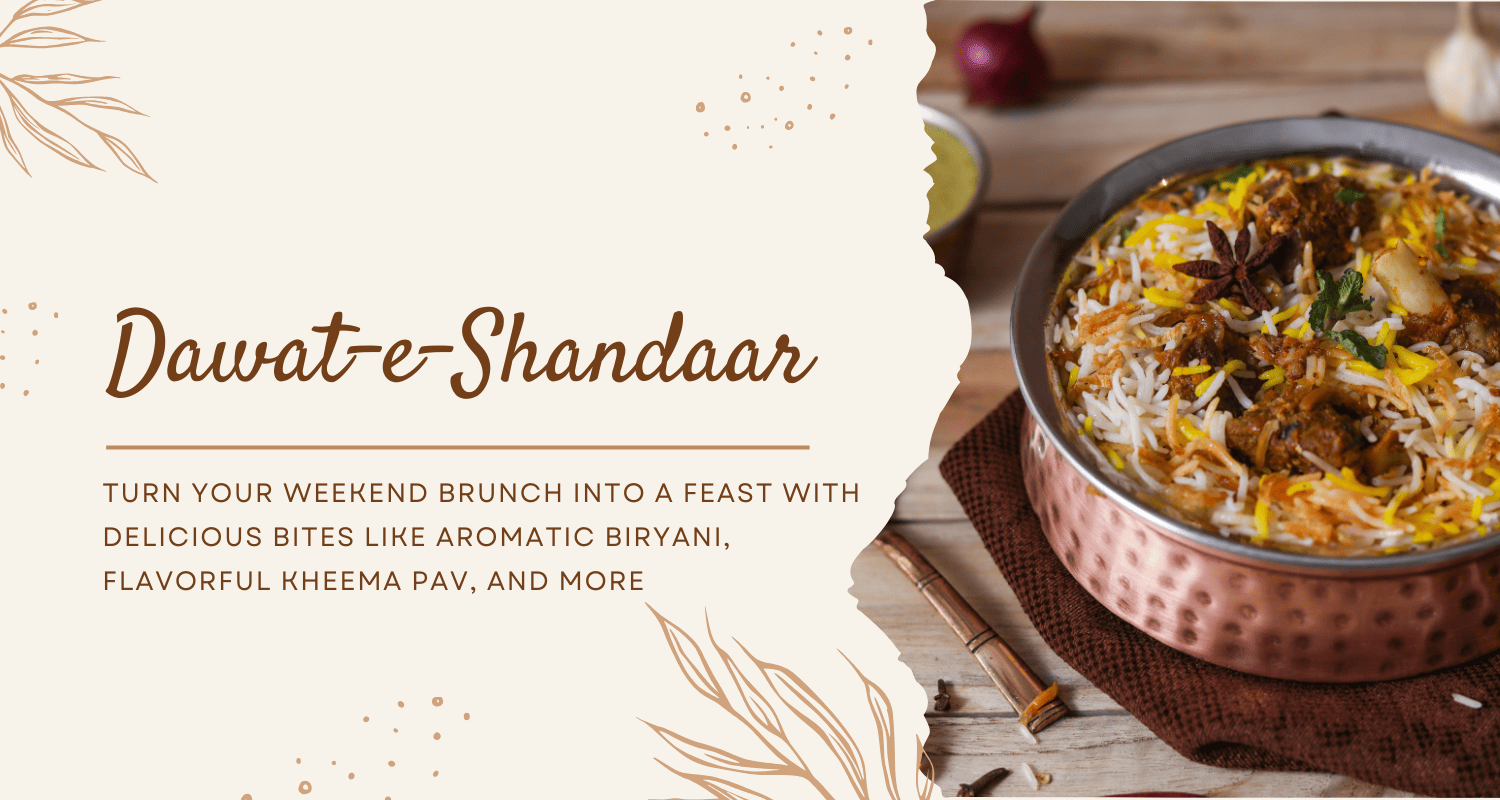 Dawat-e-Shandaar
TURN YOUR WEEKEND BRUNCH INTO A FEAST WITH
DELICIOUS BITES LIKE AROMATIC BIRYANI,
FLAVORFUL KHEEMA PAV, AND MORE